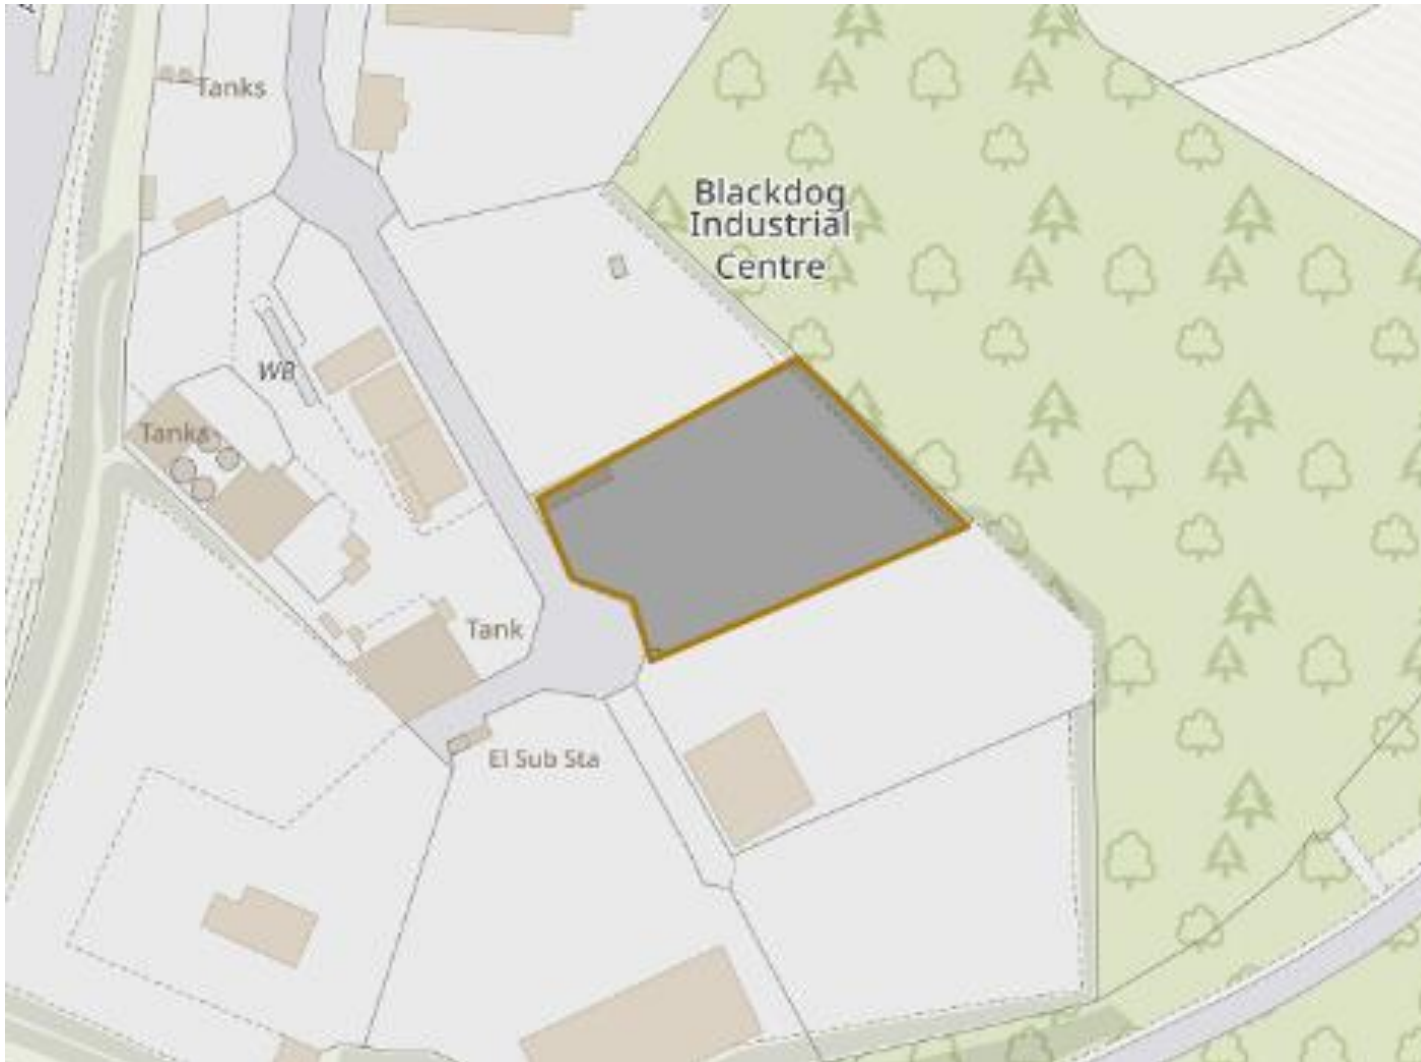 Tanks
Blackdog
Industrial
Centre
WB
Tanks
Tank
El Sub Sta